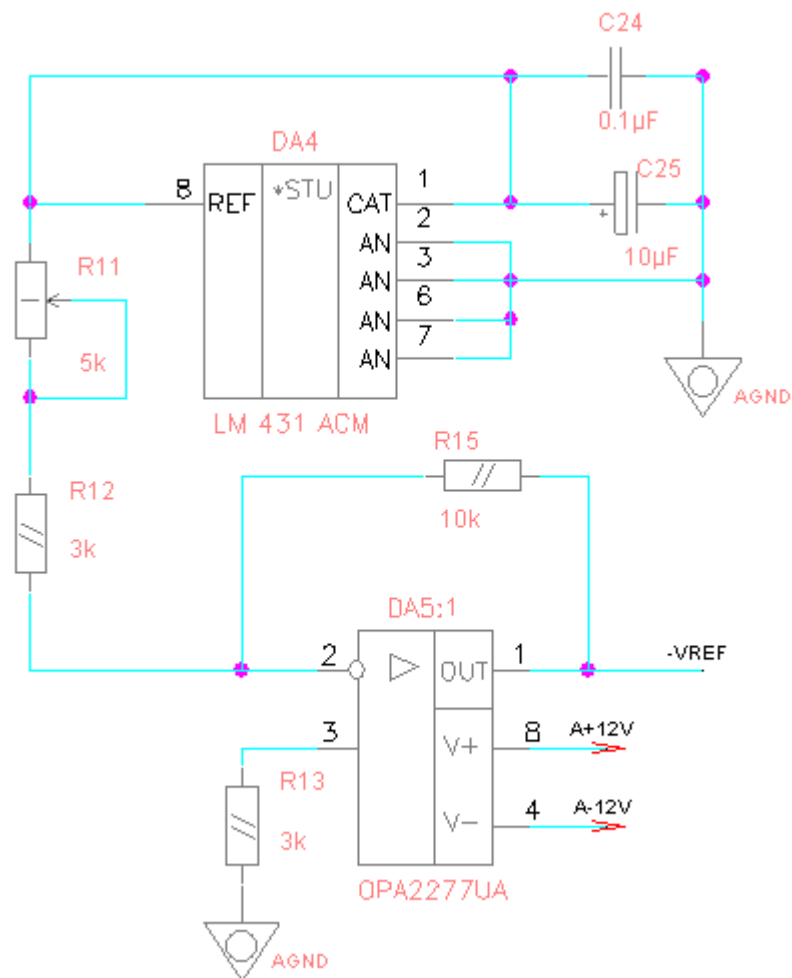 C24
0.1µF
DA4
8
REF
*STU
CAT
1
C25
+
10µF
2
AN
3
AN
6
AN
7
AN
R11
5k
LM 431 ACM
AGND
R15
10k
R12
3k
DA5:1
2
OUT
1
-VREF
3
V+
8
A+12V
R13
3k
V-
4
A-12V
OPA2277UA
AGND